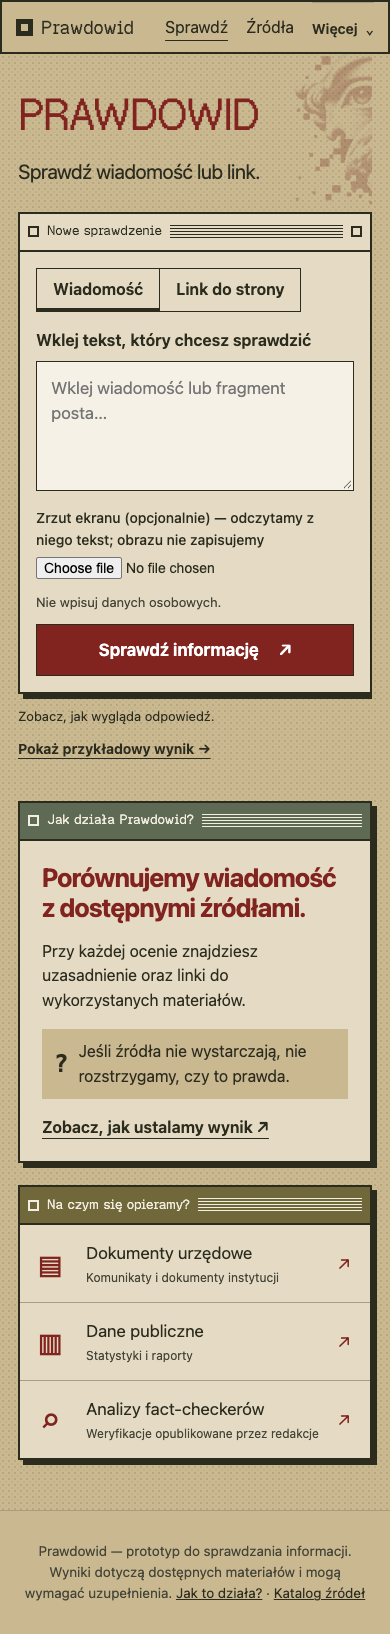 Prawdowid Sprawdź Źródła Więcej
PRAWDOWID
Sprawdź wiadomość lub link.
Nowe sprawdzenie
Wiadomość Link do strony
Wklej tekst, który chcesz sprawdzić
Wklej wiadomość lub fragment
posta...
Zrzut ekranu (opcjonalnie) — odczytamy z
niego tekst; obrazu nie zapisujemy
Choose file No file chosen
Nie wpisuj danych osobowych.
Sprawdź informację ↗
Zobacz, jak wygląda odpowiedź.
Pokaż przykładowy wynik →
Jak działa Prawdowid?
Porównujemy wiadomość
z dostępnymi źródłami.
Przy każdej ocenie znajdziesz
uzasadnienie oraz linki do
wykorzystanych materiałów.
? Jeśli źródła nie wystarczają, nie
rozstrzygamy, czy to prawda.
Zobacz, jak ustalamy wynik ↗
Na czym się opieramy?
Dokumenty urzędowe ↗
Komunikaty i dokumenty instytucji
Dane publiczne ↗
Statystyki i raporty
Analizy fact-checkerów ↗
Weryfikacje opublikowane przez redakcje
Prawdowid — prototyp do sprawdzania informacji.
Wyniki dotyczą dostępnych materiałów i mogą
wymagać uzupełnienia. Jak to działa? · Katalog źródeł